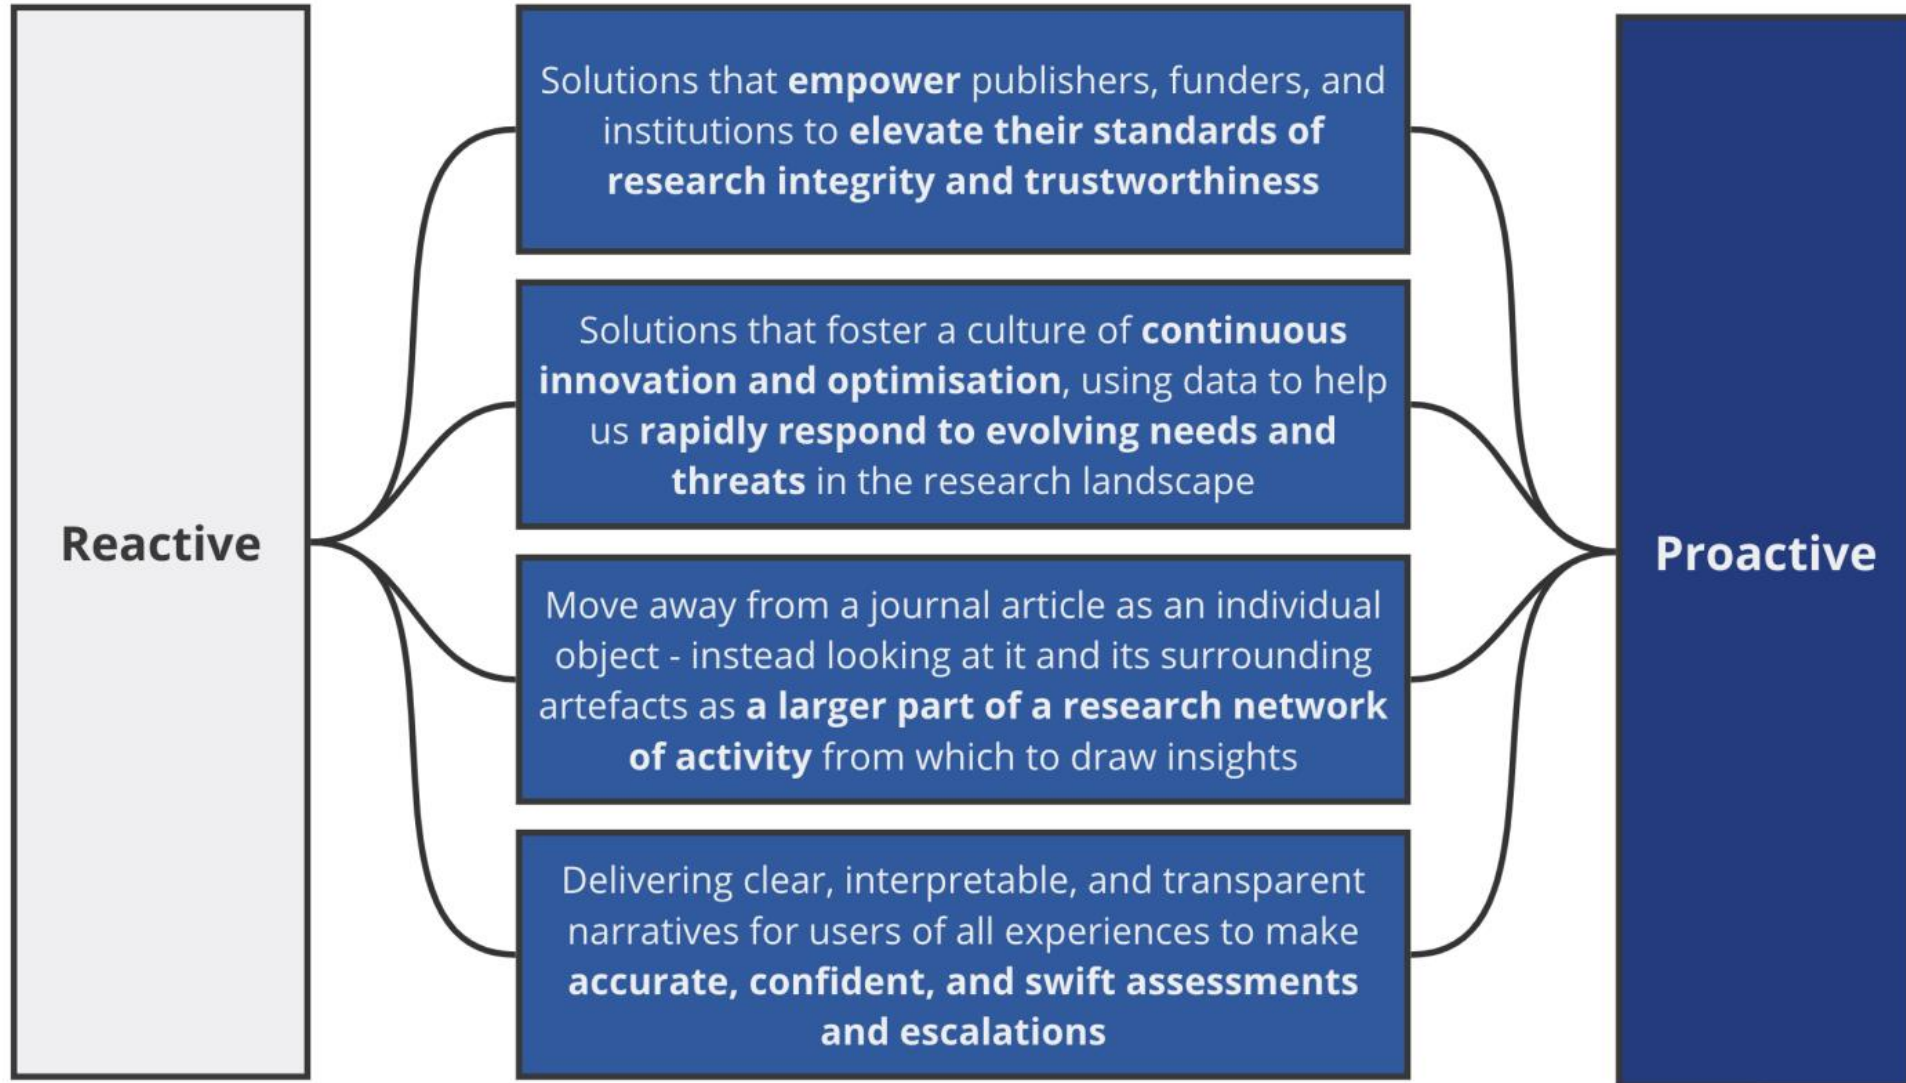 Reactive
Solutions that empower publishers, funders, and
institutions to elevate their standards of
research integrity and trustworthiness
Solutions that foster a culture of continuous
innovation and optimisation, using data to help
us rapidly respond to evolving needs and
threats in the research landscape
Move away from a journal article as an individual
object - instead looking at it and its surrounding
artefacts as a larger part of a research network
of activity from which to draw insights
Delivering clear, interpretable, and transparent
narratives for users of all experiences to make
accurate, confident, and swift assessments
and escalations
Proactive